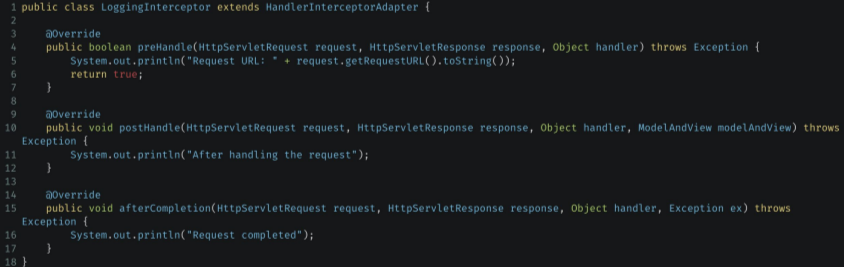 1 public class LoggingInterceptor extends HandlerInterceptorAdapter {
2
3     @Override
4     public boolean preHandle(HttpServletRequest request, HttpServletResponse response, Object handler) throws Exception {
5         System.out.println("Request URL: " + request.getRequestURL().toString());
6         return true;
7     }
8
9     @Override
10     public void postHandle(HttpServletRequest request, HttpServletResponse response, Object handler, ModelAndView modelAndView) throws
Exception {
11         System.out.println("After handling the request");
12     }
13
14     @Override
15     public void afterCompletion(HttpServletRequest request, HttpServletResponse response, Object handler, Exception ex) throws
Exception {
16         System.out.println("Request completed");
17     }
18 }